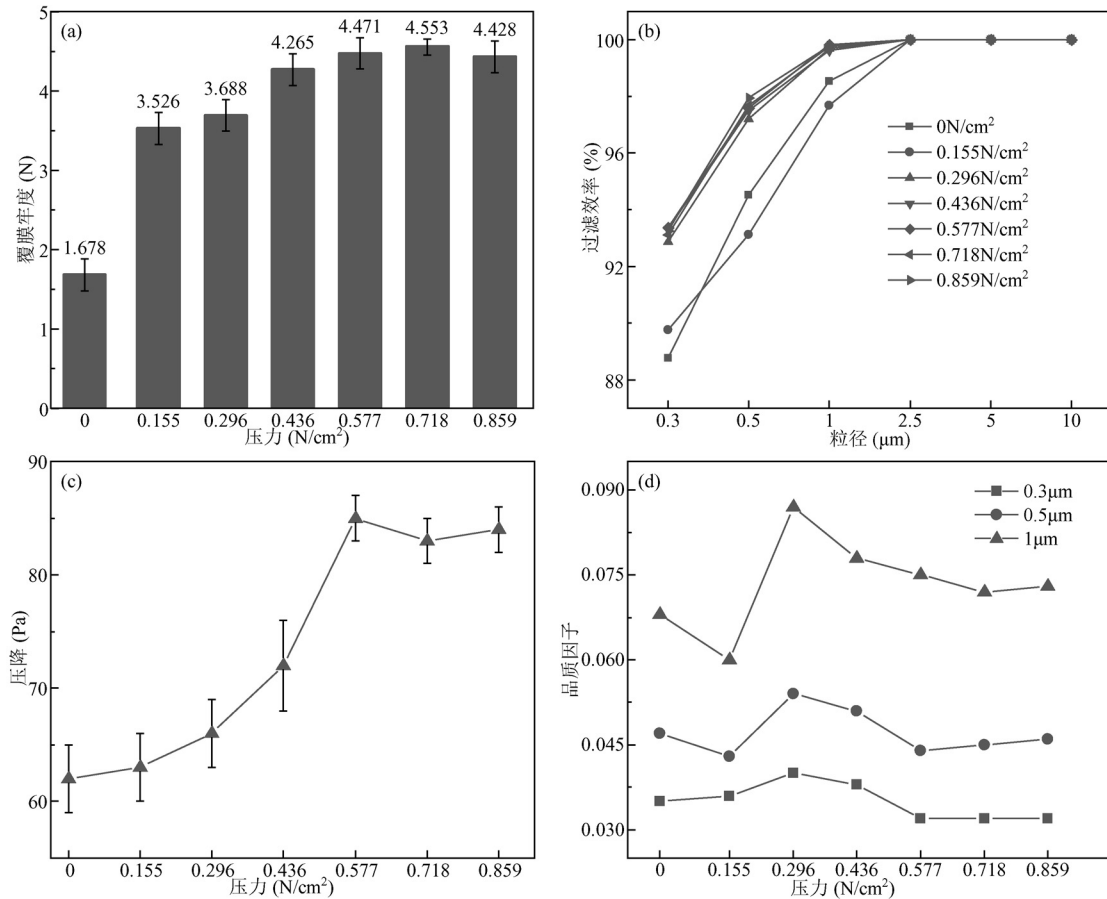 (a)
覆膜牢度 (N)
5
4
3
2
1
0
1.678
3.526
3.688
4.265
4.471
4.553
4.428
0 0.155 0.296 0.436 0.577 0.718 0.859
压力 (N/cm²)
(b)
过滤效率 (%)
100
96
92
88
0N/cm²
0.155N/cm²
0.296N/cm²
0.436N/cm²
0.577N/cm²
0.718N/cm²
0.859N/cm²
0.3 0.5 1 2.5 5 10
粒径 (μm)
(c)
压降 (Pa)
90
80
70
60
0 0.155 0.296 0.436 0.577 0.718 0.859
压力 (N/cm²)
(d)
品质因子
0.090
0.075
0.060
0.045
0.030
0.3μm
0.5μm
1μm
0 0.155 0.296 0.436 0.577 0.718 0.859
压力 (N/cm²)